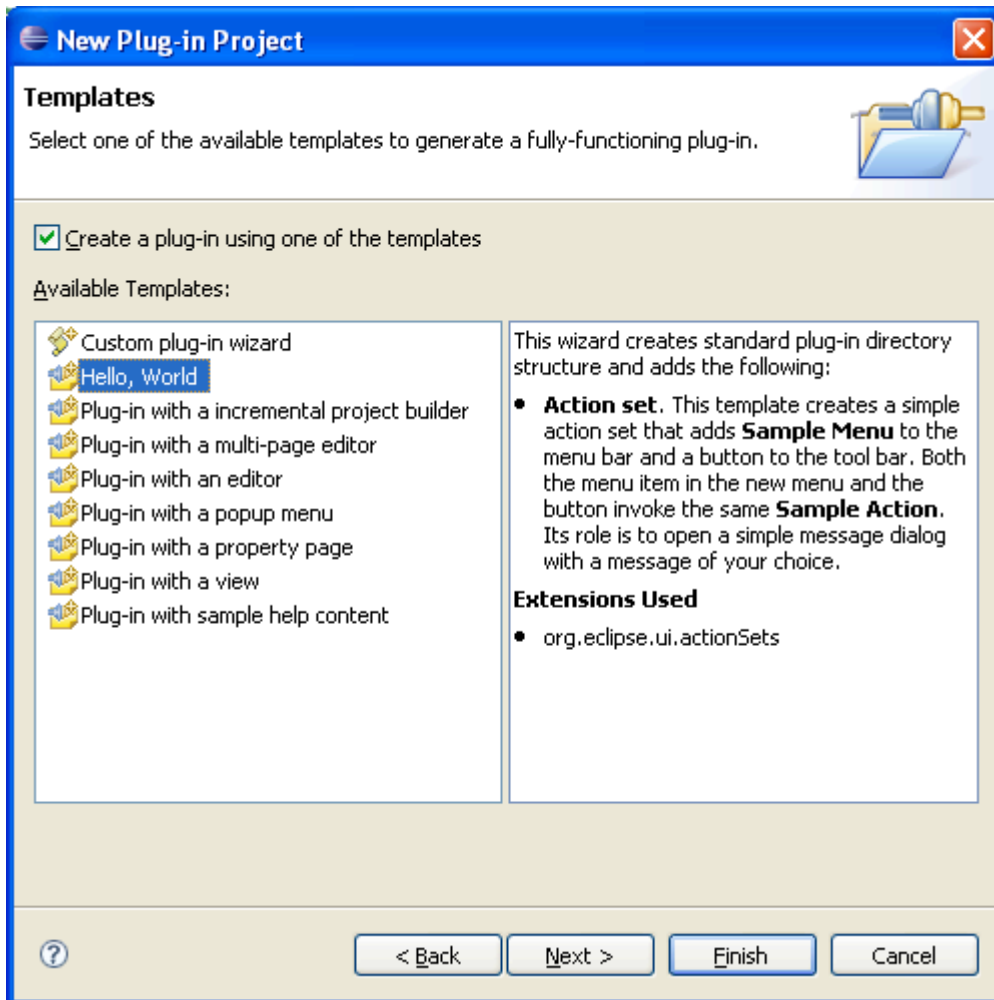 New Plug-in Project
Templates
Select one of the available templates to generate a fully-functioning plug-in.
Create a plug-in using one of the templates
Available Templates:
Custom plug-in wizard
Hello, World
Plug-in with a incremental project builder
Plug-in with a multi-page editor
Plug-in with an editor
Plug-in with a popup menu
Plug-in with a property page
Plug-in with a view
Plug-in with sample help content
This wizard creates standard plug-in directory
structure and adds the following:
• Action set. This template creates a simple
action set that adds Sample Menu to the
menu bar and a button to the tool bar. Both
the menu item in the new menu and the
button invoke the same Sample Action.
Its role is to open a simple message dialog
with a message of your choice.
Extensions Used
• org.eclipse.ui.actionSets
?
< Back
Next >
Finish
Cancel